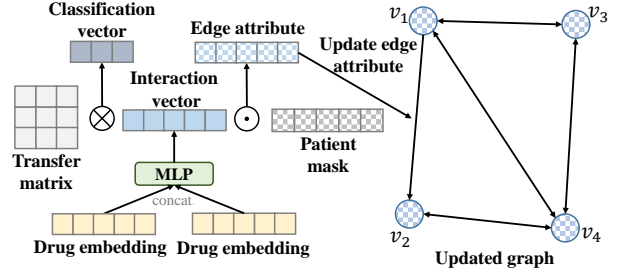 Classification
vector
Edge attribute
Update edge
attribute
Interaction
vector
Transfer
matrix
Patient
mask
MLP
concat.
Drug embedding
Drug embedding
v1
v3
v2
v4
Updated graph